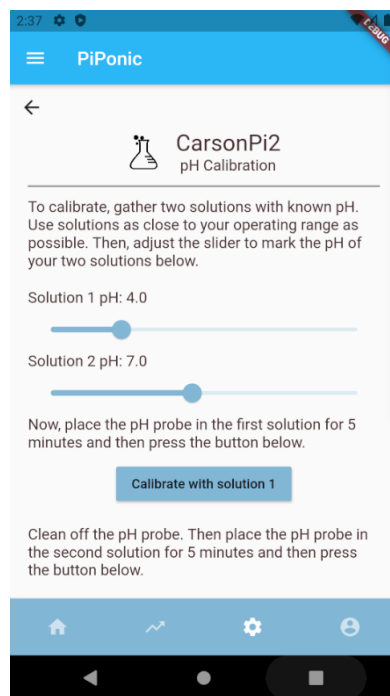 2:37
DEBUG
PiPonic
CarsonPi2
pH Calibration
To calibrate, gather two solutions with known pH.
Use solutions as close to your operating range as
possible. Then, adjust the slider to mark the pH of
your two solutions below.
Solution 1 pH: 4.0
Solution 2 pH: 7.0
Now, place the pH probe in the first solution for 5
minutes and then press the button below.
Calibrate with solution 1
Clean off the pH probe. Then place the pH probe in
the second solution for 5 minutes and then press
the button below.